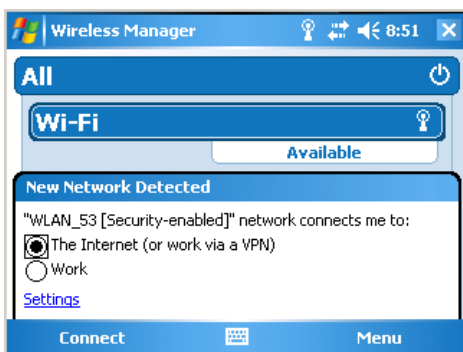 Wireless Manager 8:51
All
Wi-Fi
Available
New Network Detected
"WLAN_53 [Security-enabled]" network connects me to:
The Internet (or work via a VPN)
Work
Settings
Connect Menu